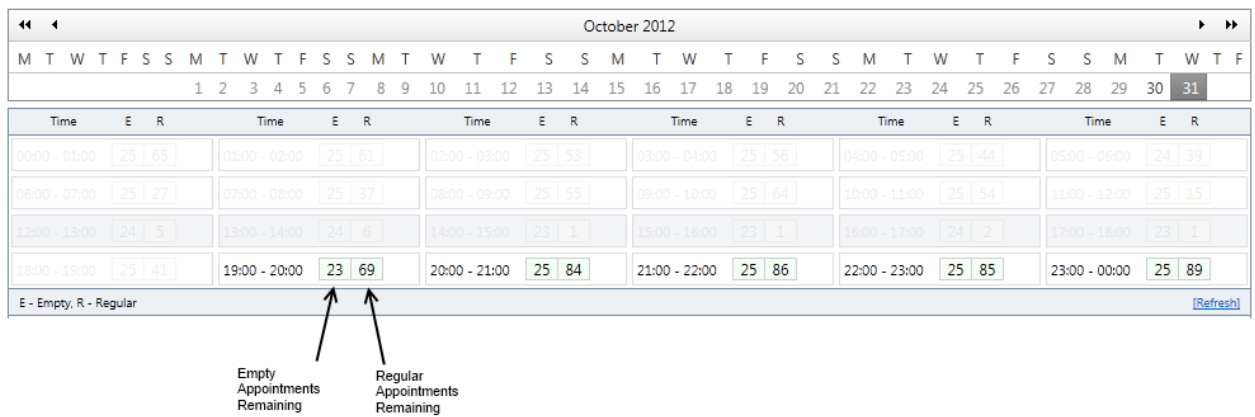 October 2012
M T W T F S S M T W T F S S M T W T F S S M T W T F S S M T W T F S S M T W T F
1 2 3 4 5 6 7 8 9 10 11 12 13 14 15 16 17 18 19 20 21 22 23 24 25 26 27 28 29 30 31
Time E R Time E R Time E R Time E R Time E R Time E R
00:00 - 01:00 25 65 01:00 - 02:00 25 61 02:00 - 03:00 25 53 03:00 - 04:00 25 56 04:00 - 05:00 25 44 05:00 - 06:00 24 39
06:00 - 07:00 25 27 07:00 - 08:00 25 37 08:00 - 09:00 25 55 09:00 - 10:00 25 64 10:00 - 11:00 25 54 11:00 - 12:00 25 15
12:00 - 13:00 24 5 13:00 - 14:00 24 6 14:00 - 15:00 23 1 15:00 - 16:00 23 1 16:00 - 17:00 24 2 17:00 - 18:00 23 1
18:00 - 19:00 25 41 19:00 - 20:00 23 69 20:00 - 21:00 25 84 21:00 - 22:00 25 86 22:00 - 23:00 25 85 23:00 - 00:00 25 89
E - Empty, R - Regular [Refresh]
Empty
Appointments
Remaining
Regular
Appointments
Remaining